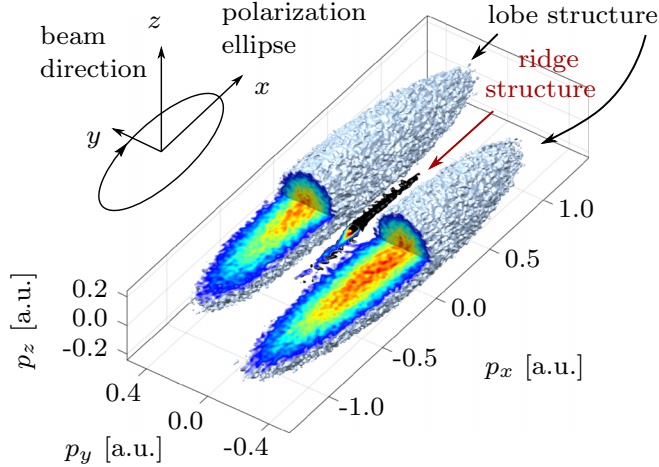 lobe structure
polarization
ellipse
z
beam
direction
x
ridge
structure
y
1.0
0.5
0.0
-0.5
-1.0
p_x [a.u.]
0.2
0.0
-0.2
p_z [a.u.]
0.4
0.0
-0.4
p_y [a.u.]